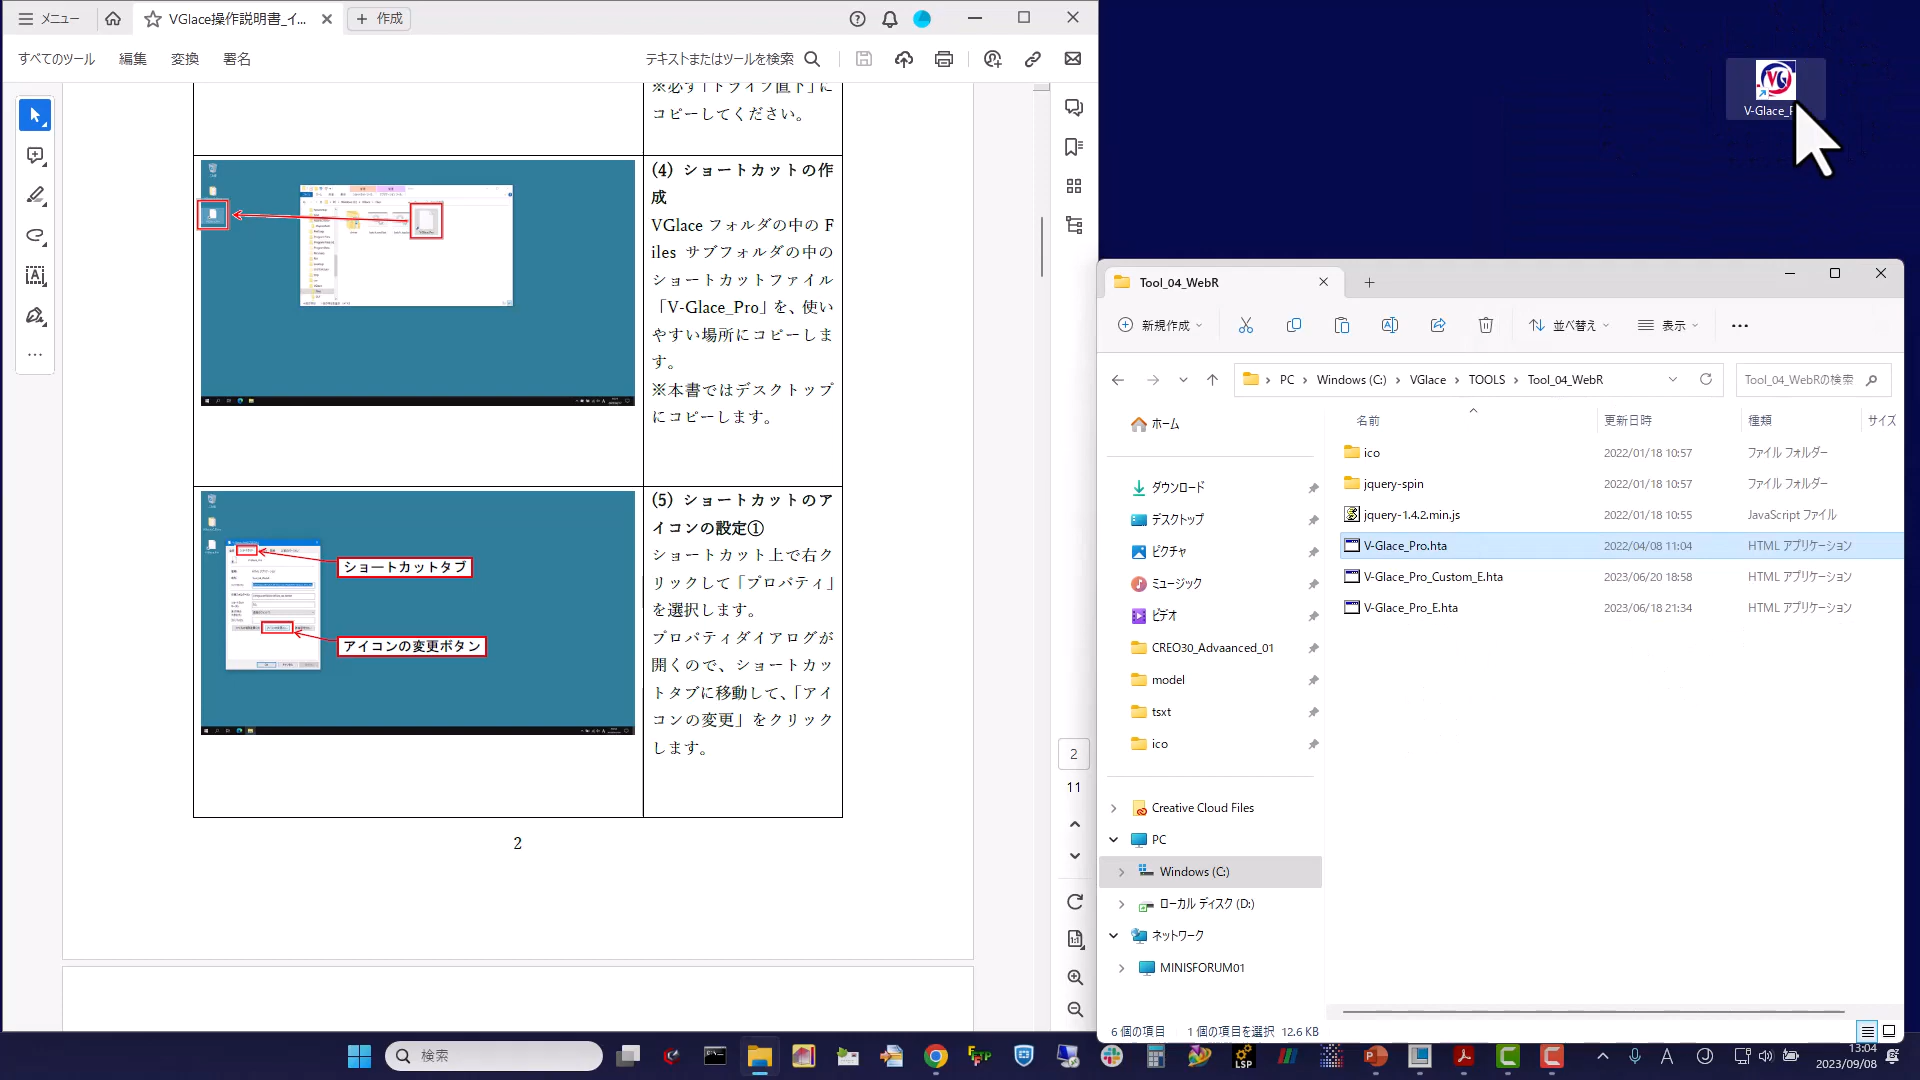 メニュー
VGlace操作説明書_イ...
作成
すべてのツール
編集
変換
署名
テキストまたはツールを検索
コピーしてください。
(4) ショートカットの作
成
VGlace フォルダの中の F
iles サブフォルダの中の
ショートカットファイル
「V-Glace_Pro」を、使い
やすい場所にコピーしま
す。
※本書ではデスクトップ
にコピーします。
ショートカットタブ
アイコンの変更ボタン
(5) ショートカットのア
イコンの設定①
ショートカット上で右ク
リックして「プロパティ」
を選択します。
プロパティダイアログが
開くので、ショートカッ
トタブに移動して、「アイ
コンの変更」をクリック
します。
2
2
11
V-Glace_P
Tool_04_WebR
新規作成
並べ替え
表示
PC
Windows (C:)
VGlace
TOOLS
Tool_04_WebR
Tool_04_WebRの検索
ホーム
ダウンロード
デスクトップ
ピクチャ
ミュージック
ビデオ
CREO30_Advaanced_01
model
tsxt
ico
Creative Cloud Files
PC
Windows (C:)
ローカル ディスク (D:)
ネットワーク
MINISFORUM01
名前 更新日時 種類 サイズ
ico 2022/01/18 10:57 ファイル フォルダー
jquery-spin 2022/01/18 10:57 ファイル フォルダー
jquery-1.4.2.min.js 2022/01/18 10:55 JavaScript ファイル
V-Glace_Pro.hta 2022/04/08 11:04 HTML アプリケーション
V-Glace_Pro_Custom_E.hta 2023/06/20 18:58 HTML アプリケーション
V-Glace_Pro_E.hta 2023/06/18 21:34 HTML アプリケーション
6 個の項目 1 個の項目を選択 12.6 KB
検索
LSP
A
13:04
2023/09/08